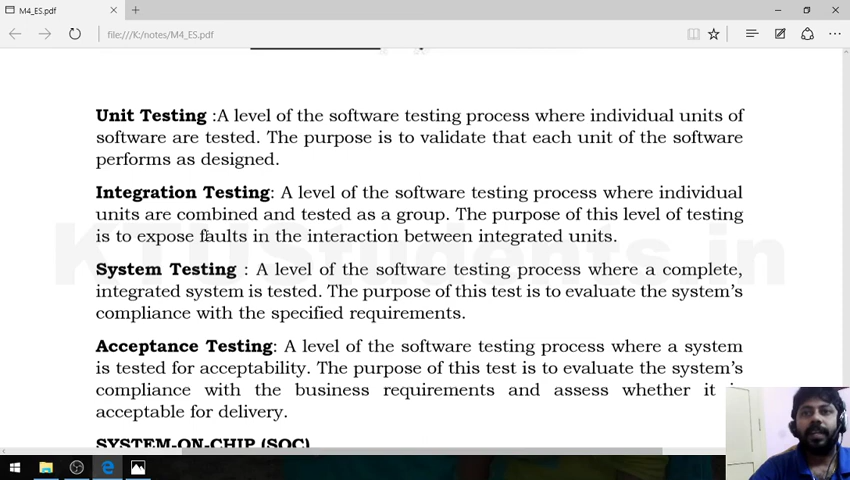 M4_ES.pdf
file:///K:/notes/M4_ES.pdf
Unit Testing :A level of the software testing process where individual units of
software are tested. The purpose is to validate that each unit of the software
performs as designed.
Integration Testing: A level of the software testing process where individual
units are combined and tested as a group. The purpose of this level of testing
is to expose faults in the interaction between integrated units.
KTUStudents.in
System Testing : A level of the software testing process where a complete,
integrated system is tested. The purpose of this test is to evaluate the system's
compliance with the specified requirements.
Acceptance Testing: A level of the software testing process where a system
is tested for acceptability. The purpose of this test is to evaluate the system's
compliance with the business requirements and assess whether it
acceptable for delivery.
SYSTEM-ON-CHIP (SOC)